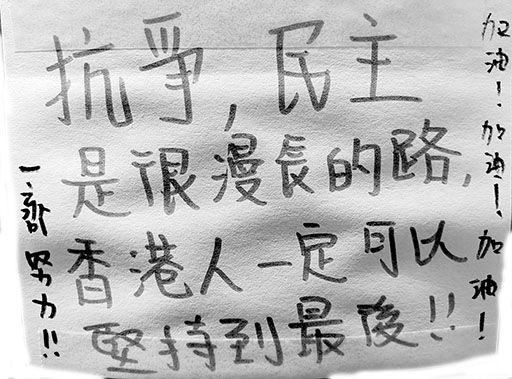 抗爭，民主
是很漫長的路，
香港人一定可以
堅持到最後!!
加油！加油！加油！
一齊努力!!